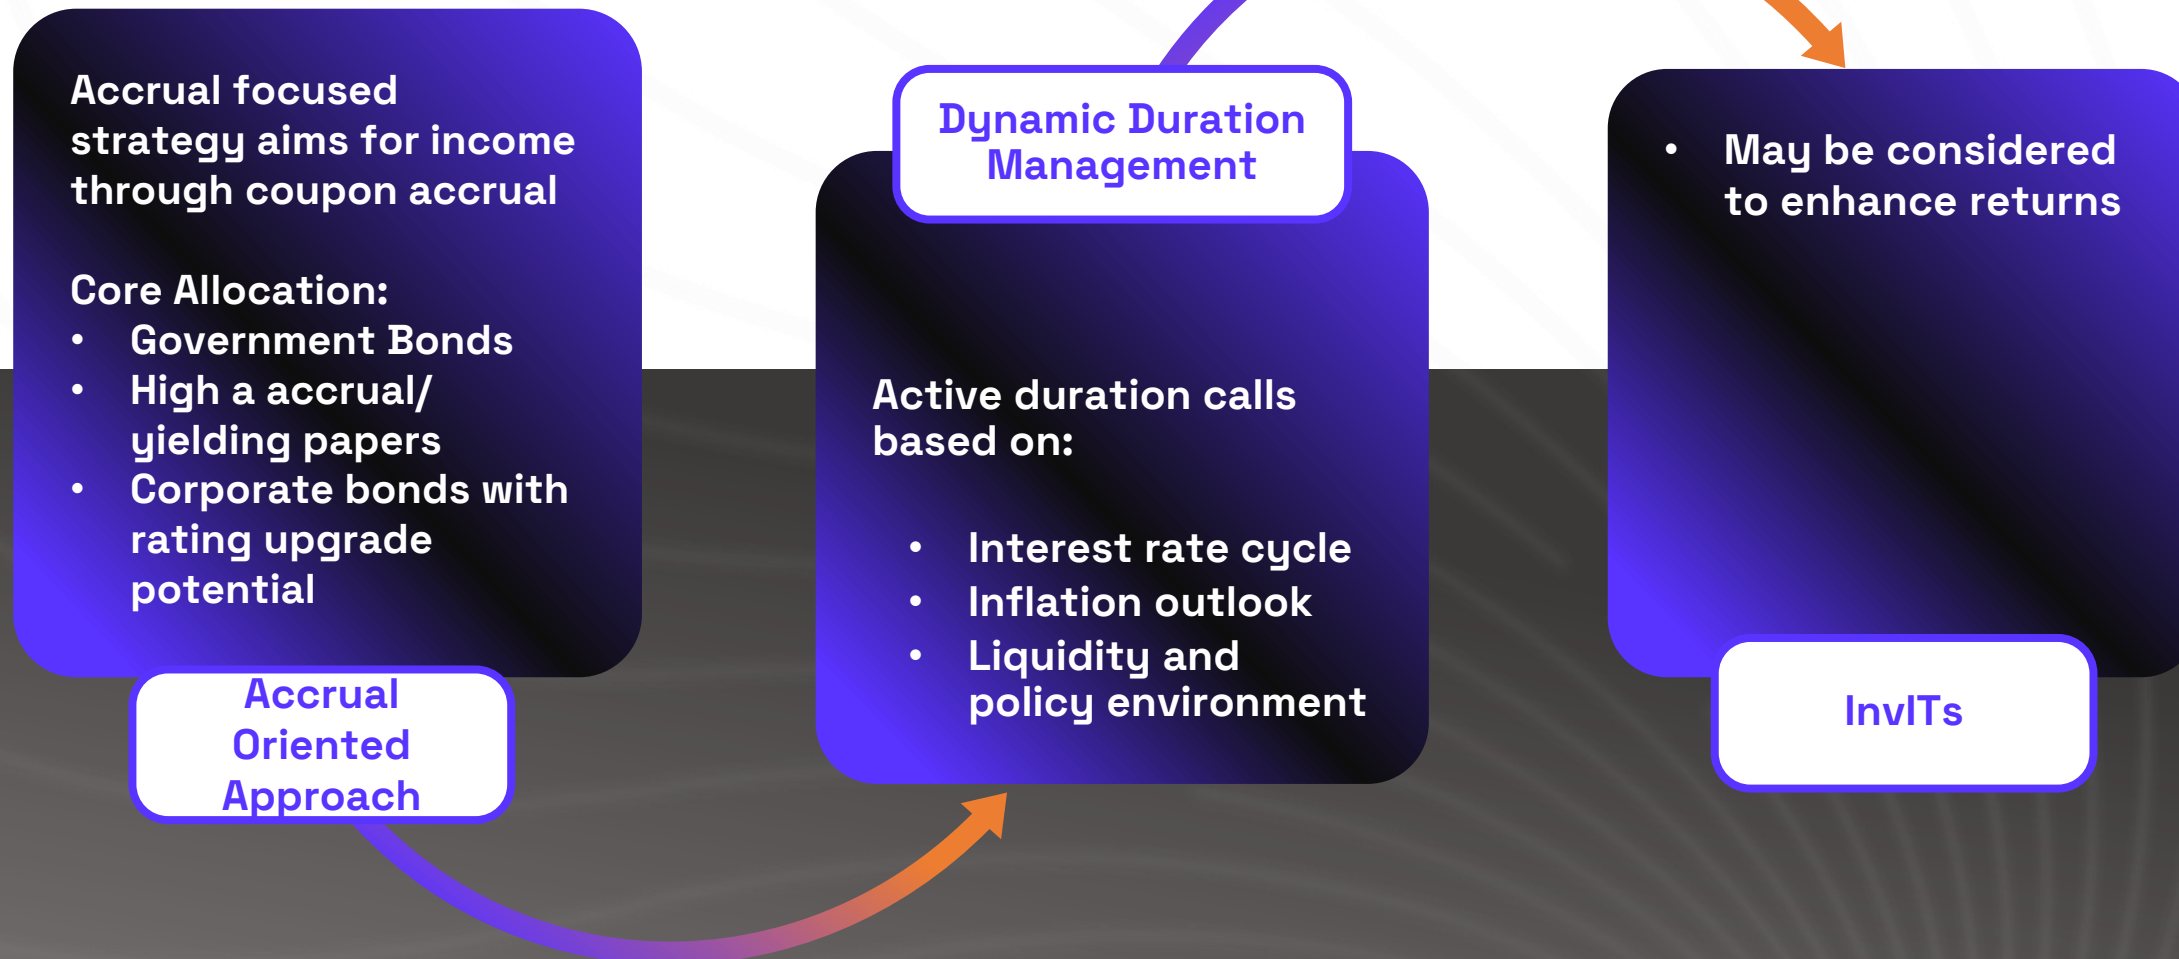 Accrual focused
strategy aims for income
through coupon accrual
Core Allocation:
• Government Bonds
• High a accrual/
yielding papers
• Corporate bonds with
rating upgrade
potential
Accrual
Oriented
Approach
Dynamic Duration
Management
Active duration calls
based on:
• Interest rate cycle
• Inflation outlook
• Liquidity and
policy environment
• May be considered
to enhance returns
InvITs